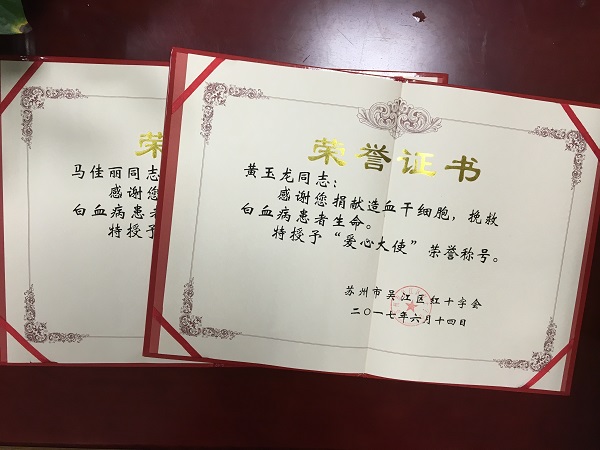 荣
马佳丽同志
感谢您
白血病患者
特授予
荣誉证书
黄玉龙同志：
感谢您捐献造血干细胞，挽救
白血病患者生命。
特授予“爱心大使”荣誉称号。
苏州市吴江区红十字会
二〇一七年六月十四日